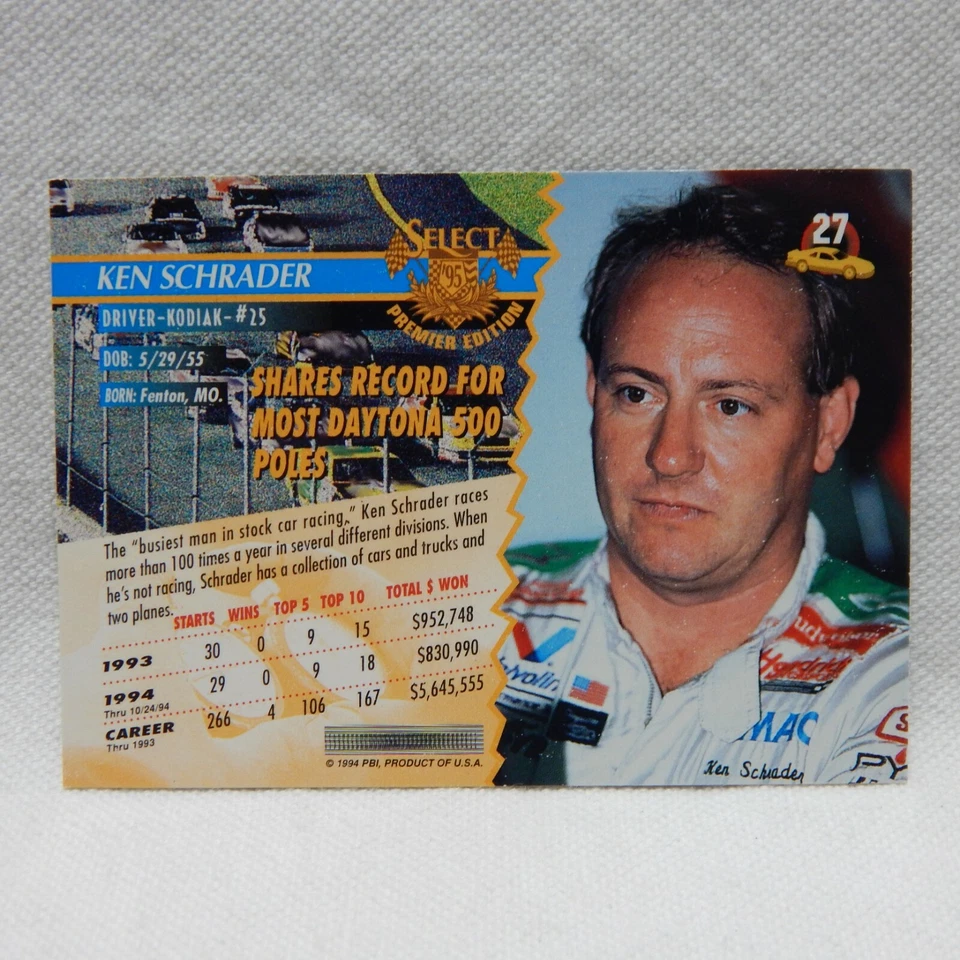 SELECT
27
'95
KEN SCHRADER
PREMIER EDITION
DRIVER-KODIAK-#25
DOB: 5/29/55
BORN: Fenton, MO.
SHARES RECORD FOR
MOST DAYTONA 500
POLES
The "busiest man in stock car racing," Ken Schrader races
more than 100 times a year in several different divisions. When
he's not racing, Schrader has a collection of cars and trucks and
two planes.
STARTS WINS TOP 5 TOP 10 TOTAL $ WON
1993 30 0 9 15 $952,748
1994 29 0 9 18 $830,990
Thru 10/24/94
CAREER 266 4 106 167 $5,645,555
Thru 1993
© 1994 PBI, PRODUCT OF U.S.A.
Budweiser
Hendrick
Valvoline
MAC
Ken Schrader